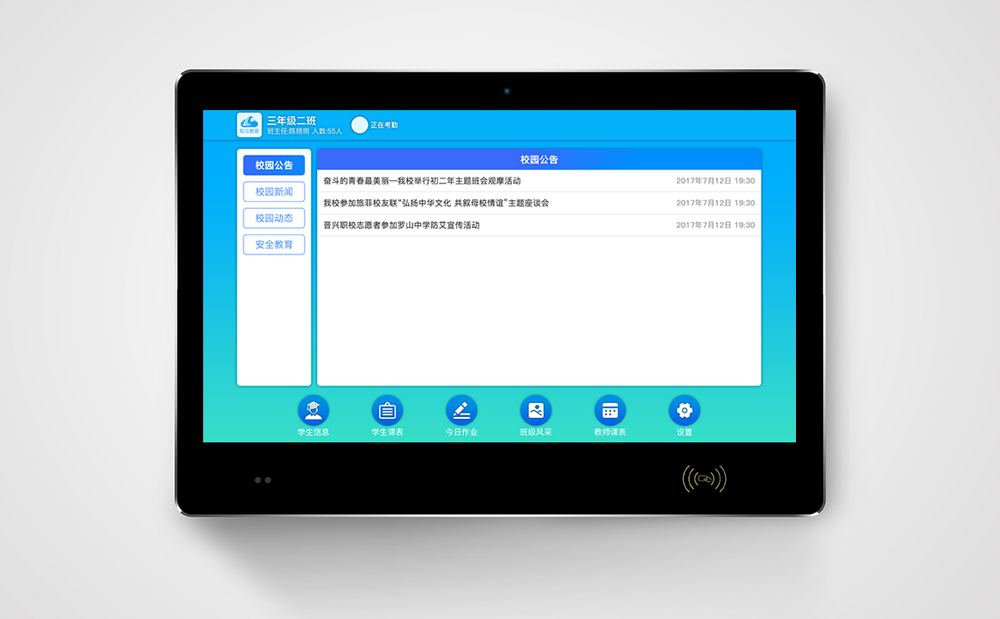 三年级二班
班主任:陈晓明 人数:55人
正在考勤
校园公告
校园新闻
校园动态
安全教育
校园公告
奋斗的青春最美丽—我校举行初二年主题班会观摩活动 2017年7月12日 19:30
我校参加旅菲校友联“弘扬中华文化 共叙母校情谊”主题座谈会 2017年7月12日 19:30
晋兴职校志愿者参加罗山中学防艾宣传活动 2017年7月12日 19:30
学生信息
学生课表
今日作业
班级风采
教师课表
设置